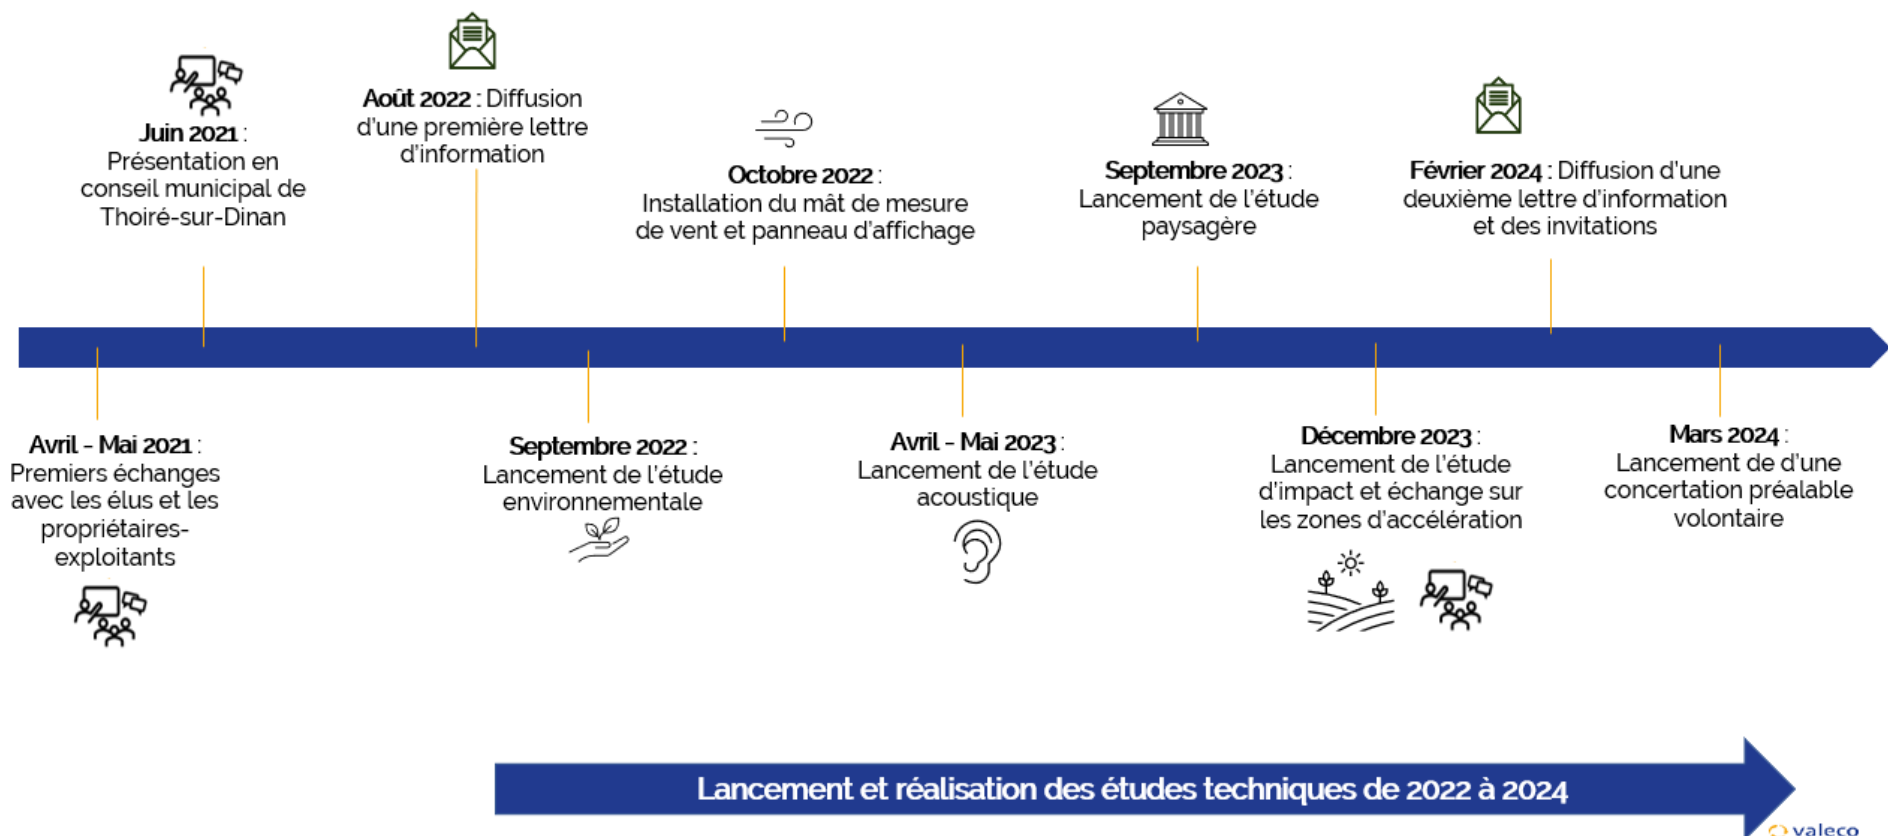 Juin 2021 :
Présentation en
conseil municipal de
Thoiré-sur-Dinan
Août 2022 : Diffusion
d'une première lettre
d'information
Octobre 2022 :
Installation du mât de mesure
de vent et panneau d'affichage
Septembre 2023 :
Lancement de l'étude
paysagère
Février 2024 : Diffusion d'une
deuxième lettre d'information
et des invitations
Avril - Mai 2021 :
Premiers échanges
avec les élus et les
propriétaires-
exploitants
Septembre 2022 :
Lancement de l'étude
environnementale
Avril - Mai 2023 :
Lancement de l'étude
acoustique
Décembre 2023 :
Lancement de l'étude
d'impact et échange sur
les zones d'accélération
Mars 2024 :
Lancement de d'une
concertation préalable
volontaire
Lancement et réalisation des études techniques de 2022 à 2024
valeco